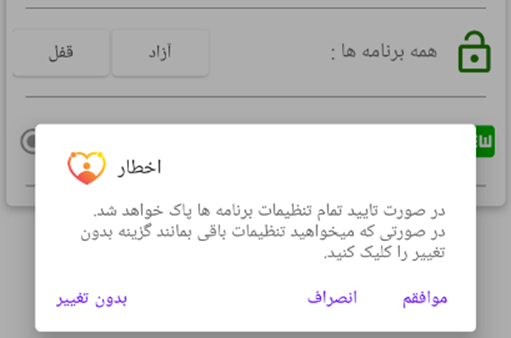 همه برنامه ها :
آزاد
قفل
اخطار
در صورت تایید تمام تنظیمات برنامه ها پاک خواهد شد.
در صورتی که میخواهید تنظیمات باقی بمانند گزینه بدون
تغییر را کلیک کنید.
موافقم
انصراف
بدون تغییر